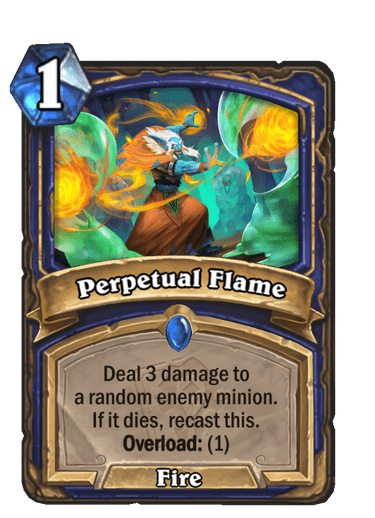 1
Perpetual Flame
Deal 3 damage to
a random enemy minion.
If it dies, recast this.
Overload: (1)
Fire